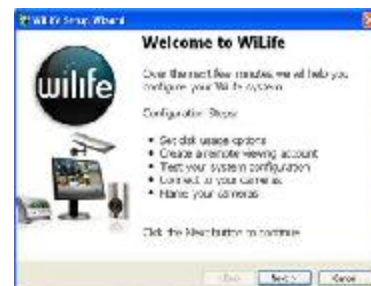 WiLife Setup Wizard
Welcome to WiLife
wilife
Over the next few minutes, we will help you
configure your WiLife system.
Configuration Steps:
• Set disk usage options
• Create a remote viewing account
• Test your system configuration
• Connect to your cameras
• Name your cameras
Click the Next button to continue
< Back Next > Cancel